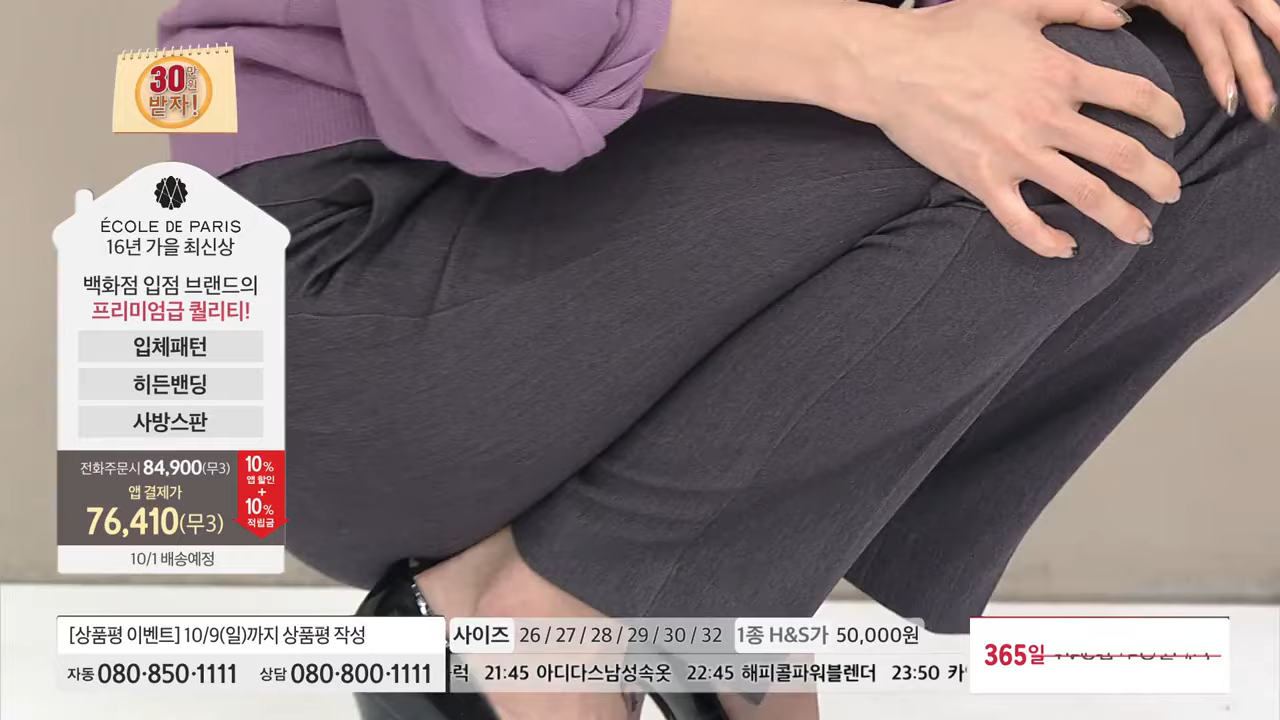 30만원
받자!
ÉCOLE DE PARIS
16년 가을 최신상
백화점 입점 브랜드의
프리미엄급 퀄리티!
입체패턴
히든밴딩
사방스판
전화주문시 84,900(무3)
앱 결제가
76,410(무3)
10%
앱 할인
+
10%
적립금
10/1 배송예정
[상품평 이벤트] 10/9(일)까지 상품평 작성
사이즈 26 / 27 / 28 / 29 / 30 / 32 1종 H&S가 50,000원
자동 080·850·1111 상담 080·800·1111
럭 21:45 아디다스남성속옷 22:45 해피콜파워블렌더 23:50 카
365일